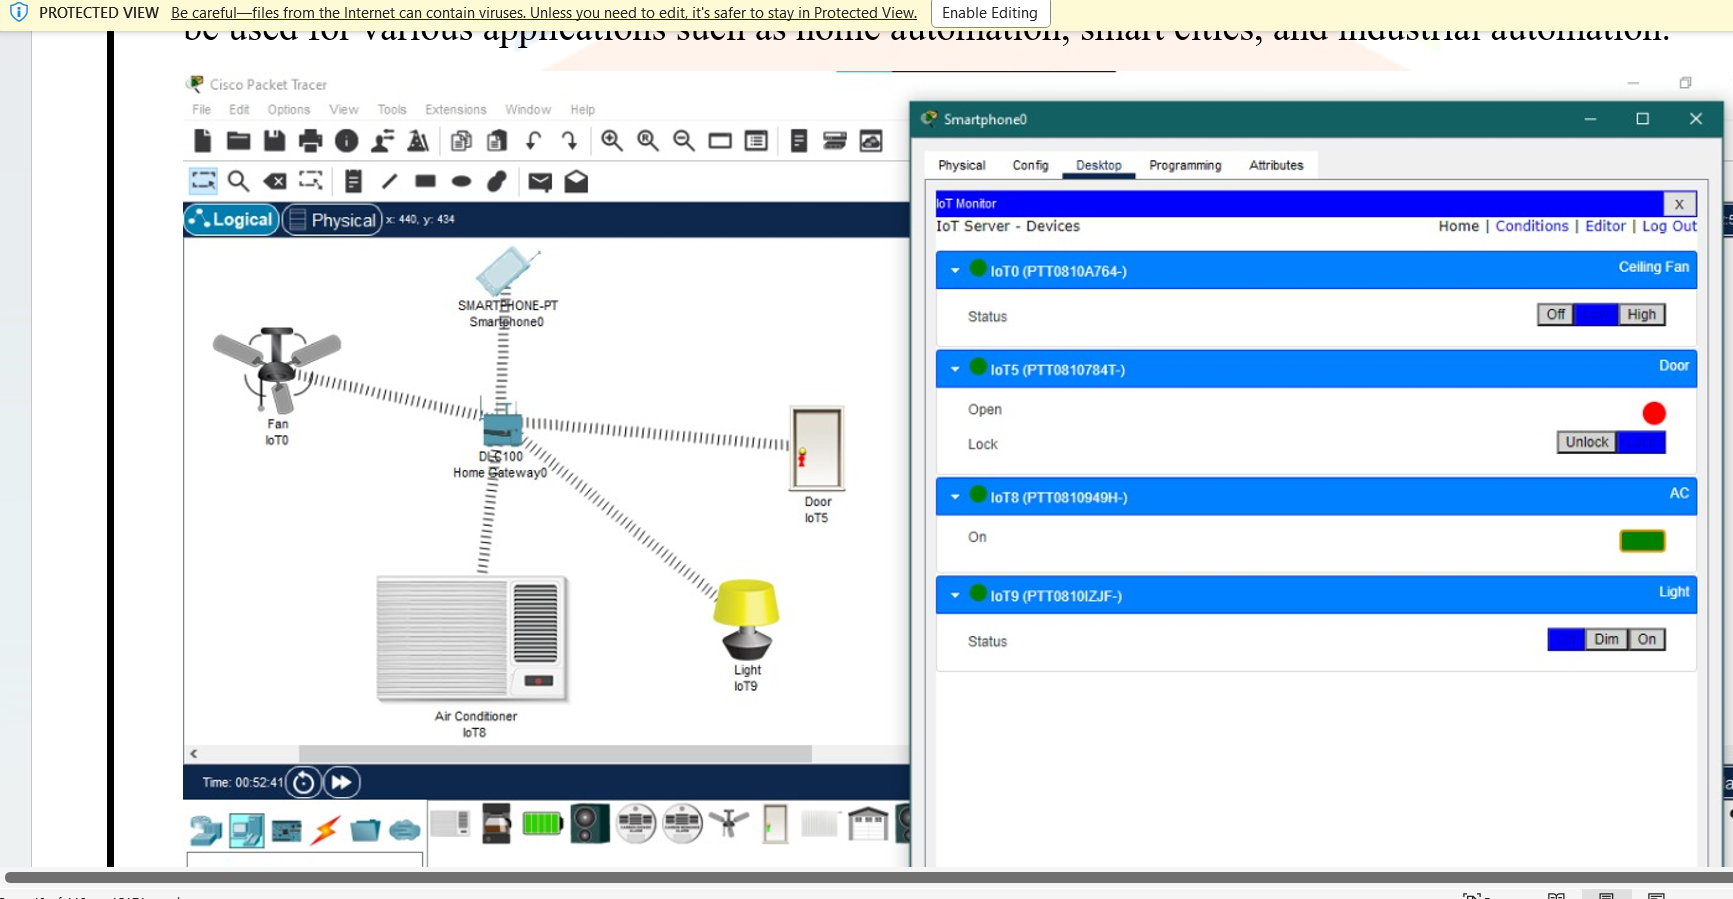 PROTECTED VIEW Be careful—files from the Internet can contain viruses. Unless you need to edit, it's safer to stay in Protected View. Enable Editing
be used for various applications such as home automation, smart cities, and industrial automation.
Cisco Packet Tracer
File Edit Options View Tools Extensions Window Help
Logical Physical x: 440, y: 434
SMARTPHONE-PT
Smartphone0
Fan
IoT0
DLC100
Home Gateway0
Door
IoT5
Light
IoT9
Air Conditioner
IoT8
Time: 00:52:41
Smartphone0
Physical Config Desktop Programming Attributes
IoT Monitor X
IoT Server - Devices Home | Conditions | Editor | Log Out
IoT0 (PTT0810A764-) Ceiling Fan
Status Off High
IoT5 (PTT0810784T-) Door
Open
Lock Unlock
IoT8 (PTT0810949H-) AC
On
IoT9 (PTT0810IZJF-) Light
Status Dim On